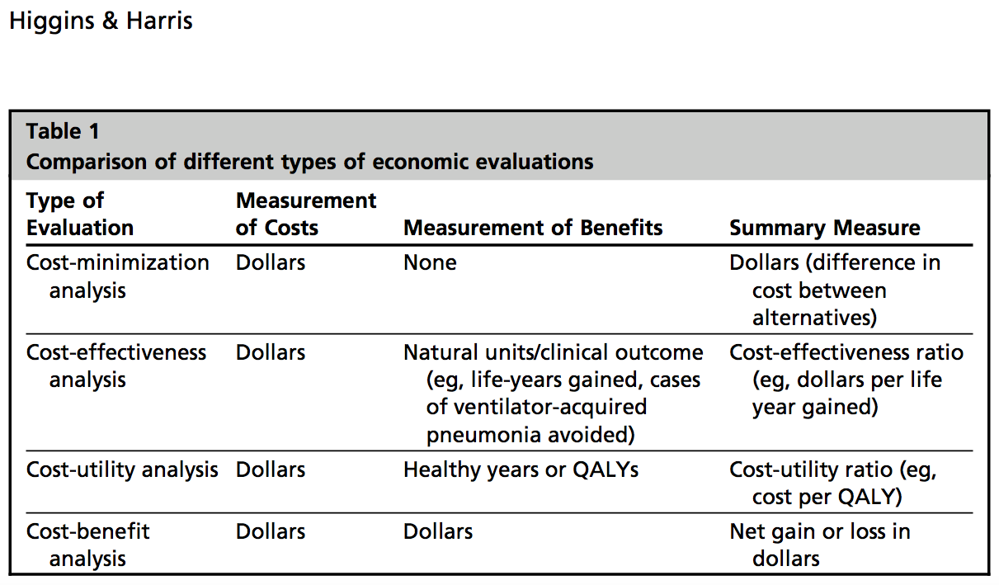 Higgins & Harris
Table 1
Comparison of different types of economic evaluations
Type of Evaluation Measurement of Costs Measurement of Benefits Summary Measure
Cost-minimization analysis Dollars None Dollars (difference in cost between alternatives)
Cost-effectiveness analysis Dollars Natural units/clinical outcome (eg, life-years gained, cases of ventilator-acquired pneumonia avoided) Cost-effectiveness ratio (eg, dollars per life year gained)
Cost-utility analysis Dollars Healthy years or QALYs Cost-utility ratio (eg, cost per QALY)
Cost-benefit analysis Dollars Dollars Net gain or loss in dollars